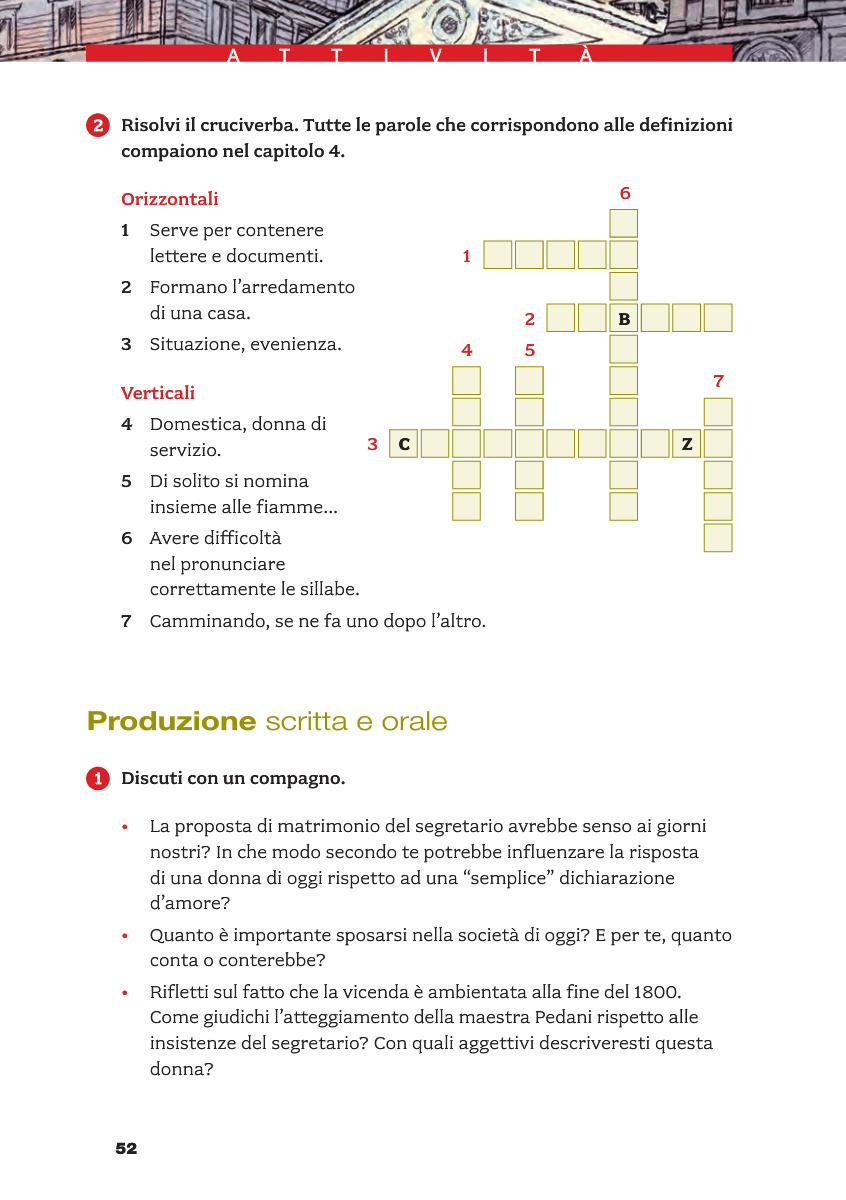 ATTIVITÀ
2 Risolvi il cruciverba. Tutte le parole che corrispondono alle definizioni
compaiono nel capitolo 4.
Orizzontali
1 Serve per contenere
lettere e documenti.
2 Formano l’arredamento
di una casa.
3 Situazione, evenienza.
Verticali
4 Domestica, donna di
servizio.
5 Di solito si nomina
insieme alle fiamme...
6 Avere difficoltà
nel pronunciare
correttamente le sillabe.
7 Camminando, se ne fa uno dopo l’altro.
6
1
2 B
4 5
7
3 C Z
Produzione scritta e orale
1 Discuti con un compagno.
• La proposta di matrimonio del segretario avrebbe senso ai giorni
nostri? In che modo secondo te potrebbe influenzare la risposta
di una donna di oggi rispetto ad una “semplice” dichiarazione
d’amore?
• Quanto è importante sposarsi nella società di oggi? E per te, quanto
conta o conterebbe?
• Rifletti sul fatto che la vicenda è ambientata alla fine del 1800.
Come giudichi l’atteggiamento della maestra Pedani rispetto alle
insistenze del segretario? Con quali aggettivi descriveresti questa
donna?
52